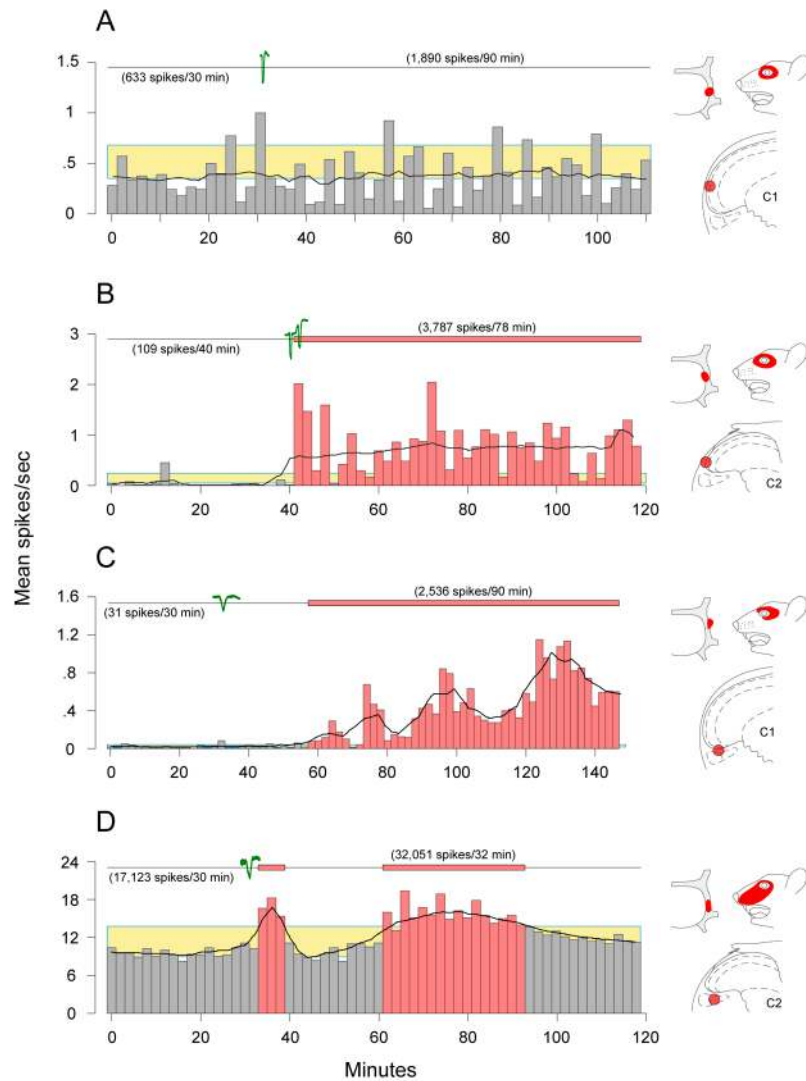 A
1.5
1
.5
0
(633 spikes/30 min)
(1,890 spikes/90 min)
0 20 40 60 80 100
C1
B
3
2
1
0
(109 spikes/40 min)
(3,787 spikes/78 min)
0 20 40 60 80 100 120
C2
Mean spikes/sec
C
1.6
1.2
.8
.4
0
(31 spikes/30 min)
(2,536 spikes/90 min)
0 20 40 60 80 100 120 140
C1
D
24
18
12
6
0
(17,123 spikes/30 min)
(32,051 spikes/32 min)
0 20 40 60 80 100 120
C2
Minutes